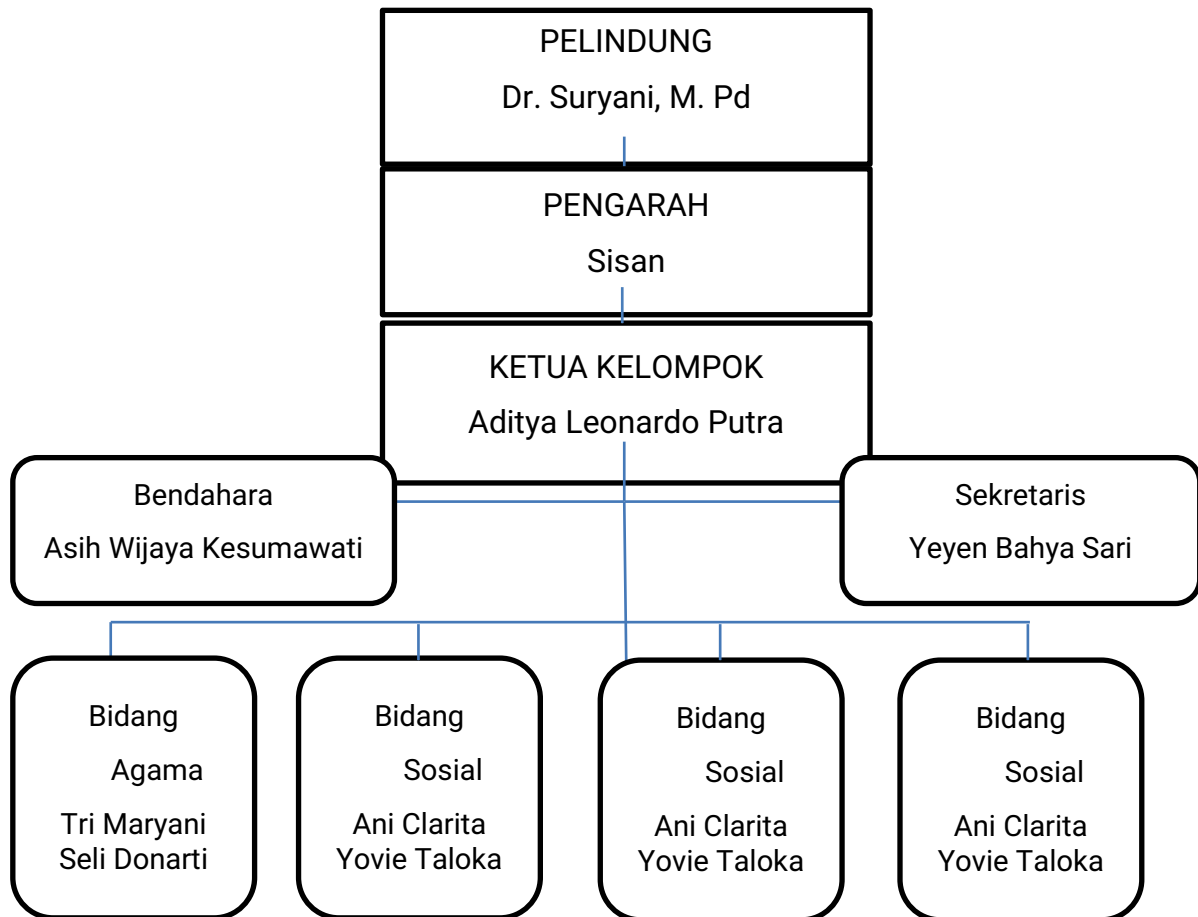 PELINDUNG
Dr. Suryani, M. Pd
PENGARAH
Sisan
KETUA KELOMPOK
Aditya Leonardo Putra
Bendahara
Asih Wijaya Kesumawati
Sekretaris
Yeyen Bahya Sari
Bidang
Agama
Tri Maryani
Seli Donarti
Bidang
Sosial
Ani Clarita
Yovie Taloka
Bidang
Sosial
Ani Clarita
Yovie Taloka
Bidang
Sosial
Ani Clarita
Yovie Taloka